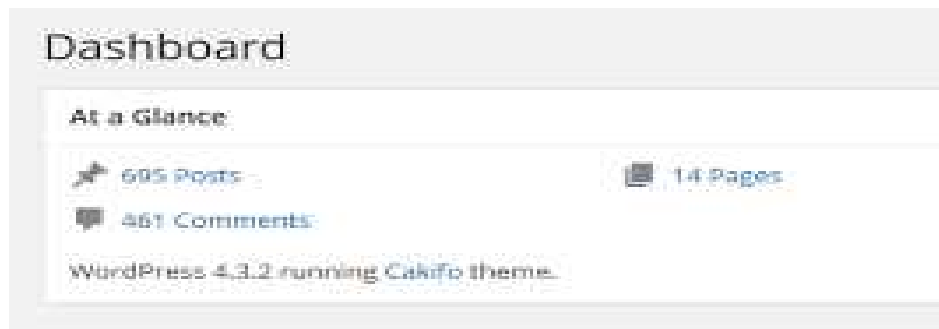 Dashboard
At a Glance
695 Posts
14 Pages
461 Comments
WordPress 4.3.2 running Cakifo theme.